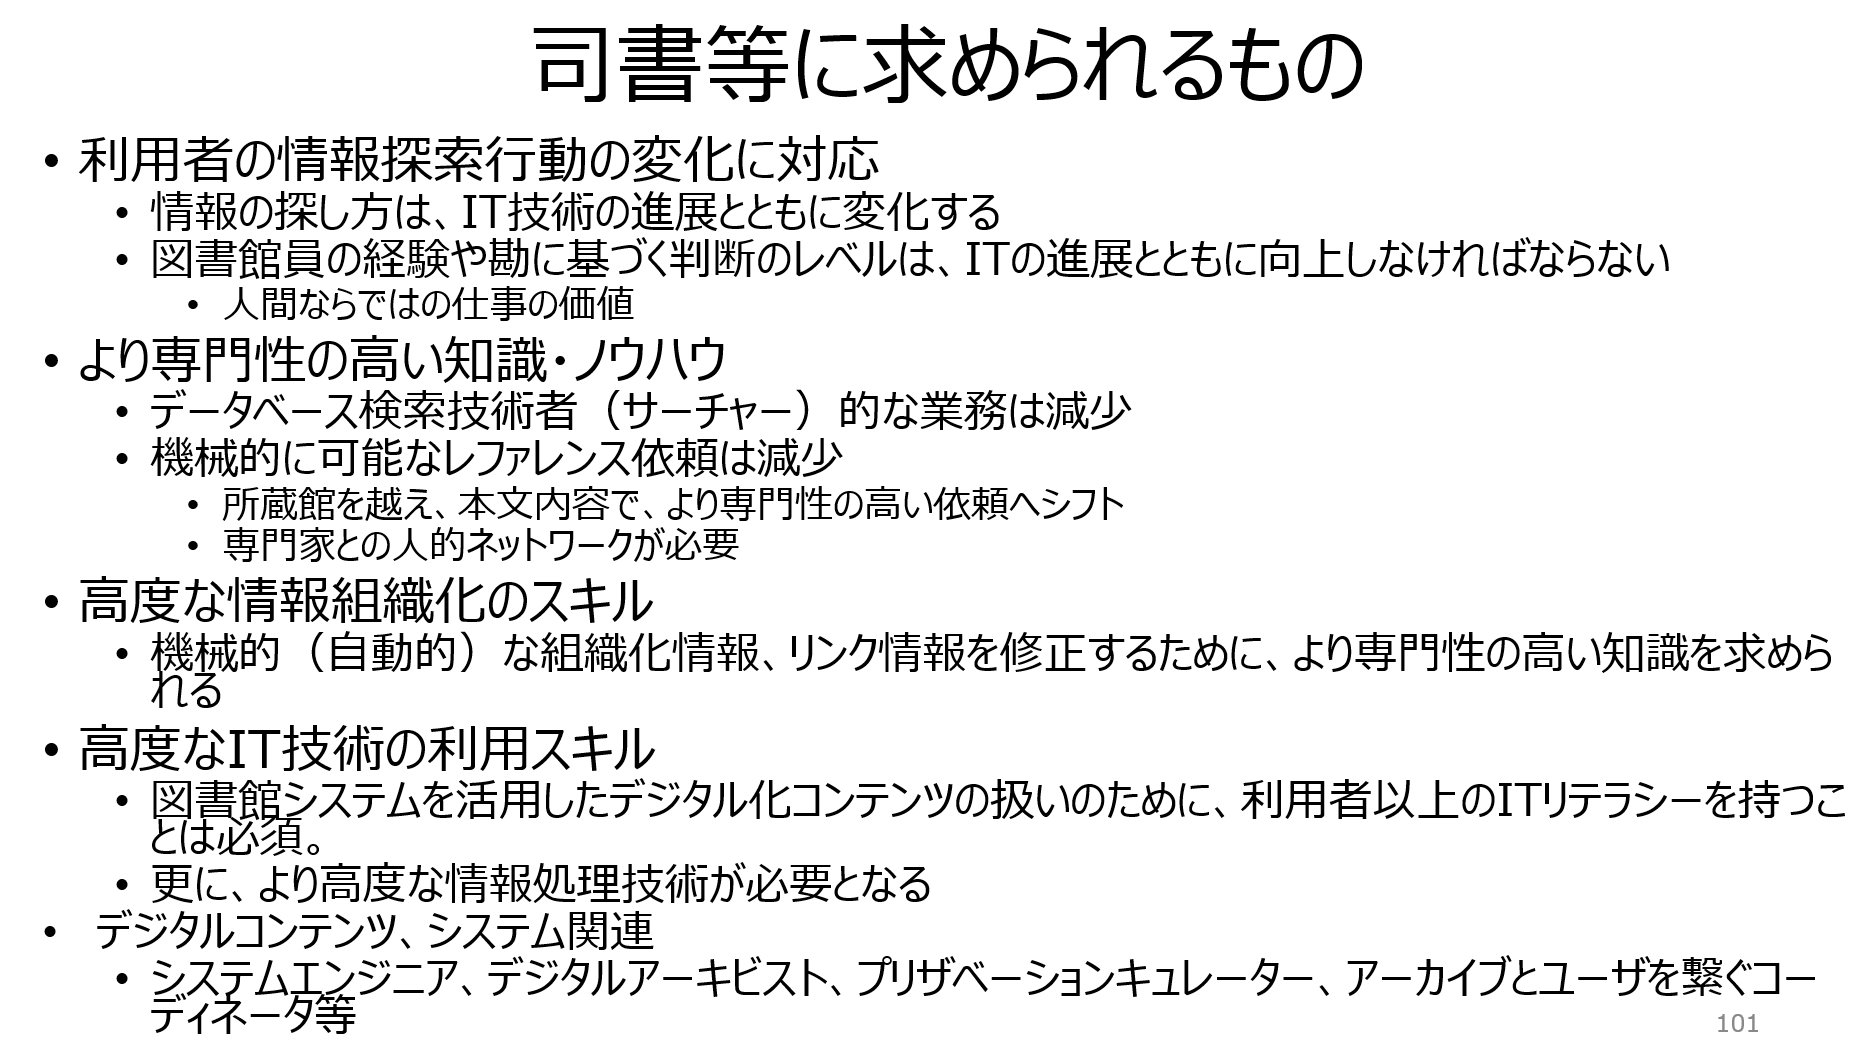 司書等に求められるもの
• 利用者の情報探索行動の変化に対応
• 情報の探し方は、IT技術の進展とともに変化する
• 図書館員の経験や勘に基づく判断のレベルは、ITの進展とともに向上しなければならない
• 人間ならではの仕事の価値
• より専門性の高い知識・ノウハウ
• データベース検索技術者（サーチャー）的な業務は減少
• 機械的に可能なレファレンス依頼は減少
• 所蔵館を越え、本文内容で、より専門性の高い依頼へシフト
• 専門家との人的ネットワークが必要
• 高度な情報組織化のスキル
• 機械的（自動的）な組織化情報、リンク情報を修正するために、より専門性の高い知識を求めら
れる
• 高度なIT技術の利用スキル
• 図書館システムを活用したデジタル化コンテンツの扱いのために、利用者以上のITリテラシーを持つこ
とは必須。
• 更に、より高度な情報処理技術が必要となる
• デジタルコンテンツ、システム関連
• システムエンジニア、デジタルアーキビスト、プリザベーションキュレーター、アーカイブとユーザを繋ぐコー
ディネータ等
101